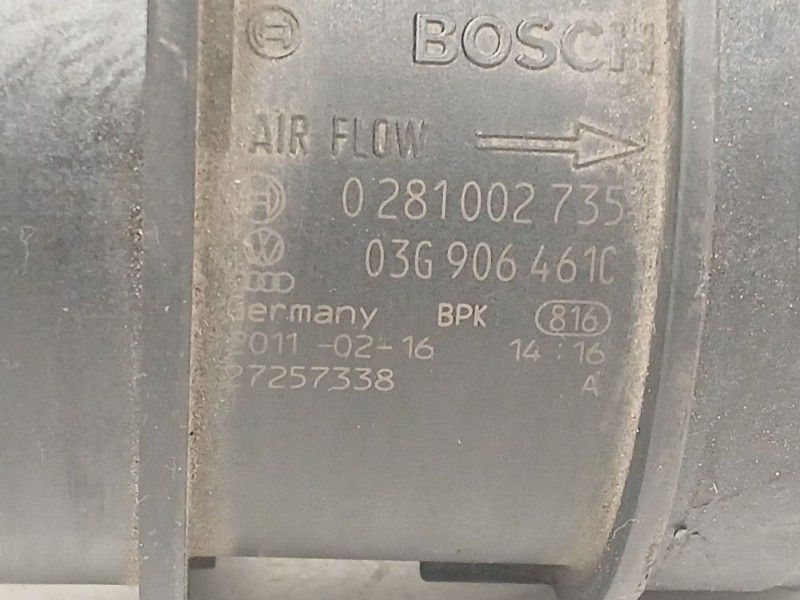 BOSCH
AIR FLOW
0 281 002 735
03G 906 461C
Germany BPK 816
2011-02-16 14:16
27257338 A